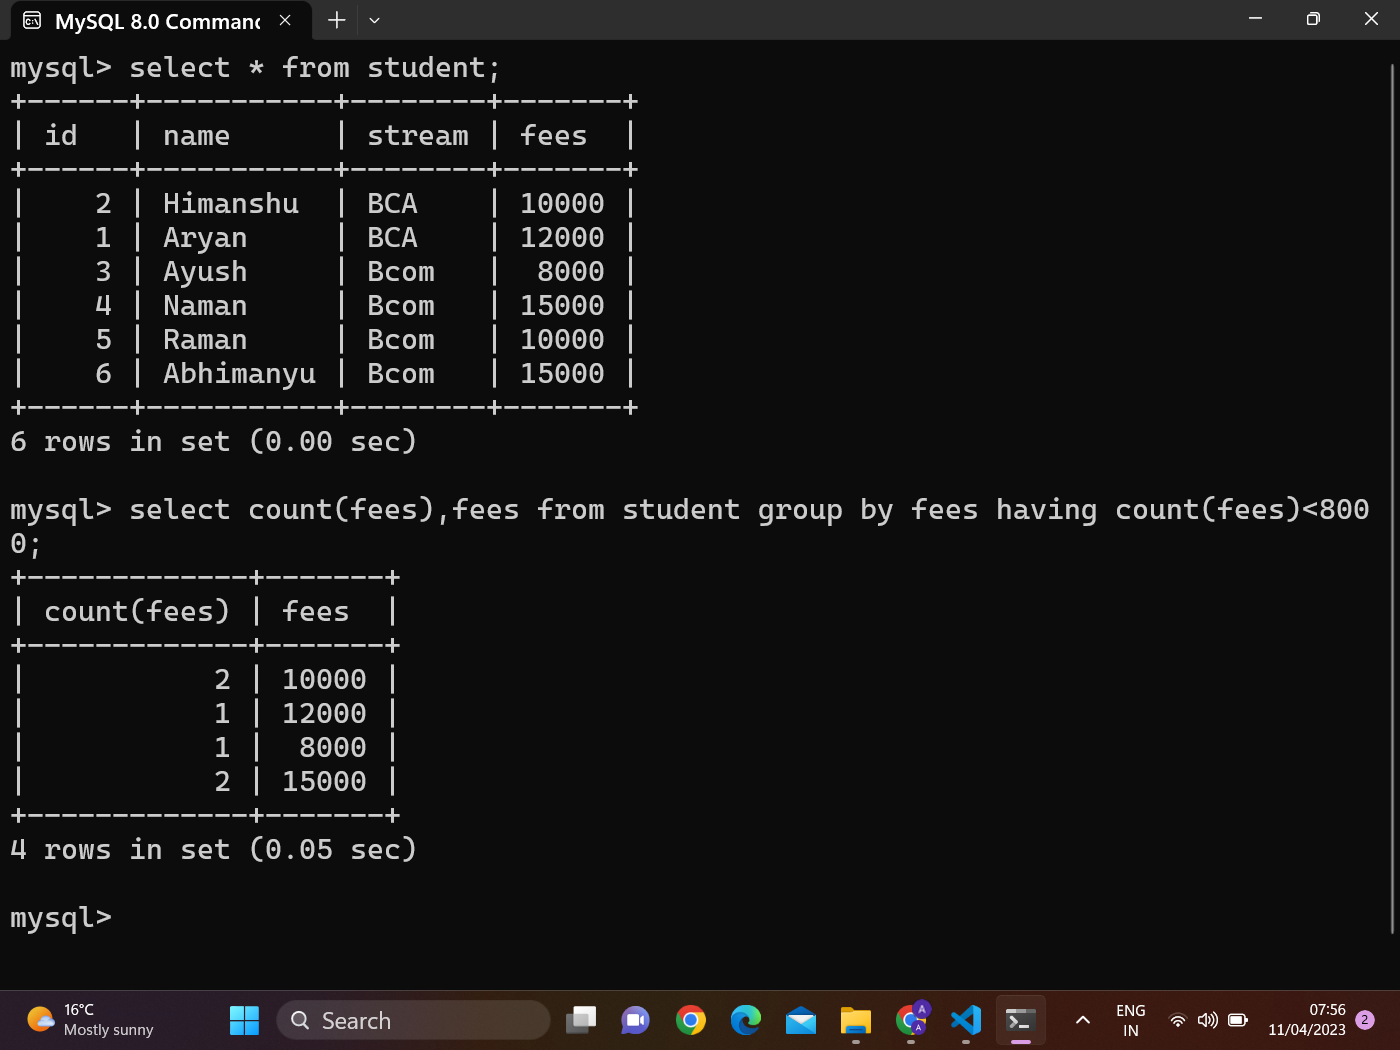 MySQL 8.0 Command
mysql> select * from student;
+------+-----------+--------+-------+
| id   | name      | stream | fees  |
+------+-----------+--------+-------+
|    2 | Himanshu  | BCA    | 10000 |
|    1 | Aryan     | BCA    | 12000 |
|    3 | Ayush     | Bcom   |  8000 |
|    4 | Naman     | Bcom   | 15000 |
|    5 | Raman     | Bcom   | 10000 |
|    6 | Abhimanyu | Bcom   | 15000 |
+------+-----------+--------+-------+
6 rows in set (0.00 sec)
mysql> select count(fees),fees from student group by fees having count(fees)<800
0;
+-------------+-------+
| count(fees) | fees  |
+-------------+-------+
|           2 | 10000 |
|           1 | 12000 |
|           1 |  8000 |
|           2 | 15000 |
+-------------+-------+
4 rows in set (0.05 sec)
mysql>
16°C
Mostly sunny
Search
ENG
IN
07:56
11/04/2023
2